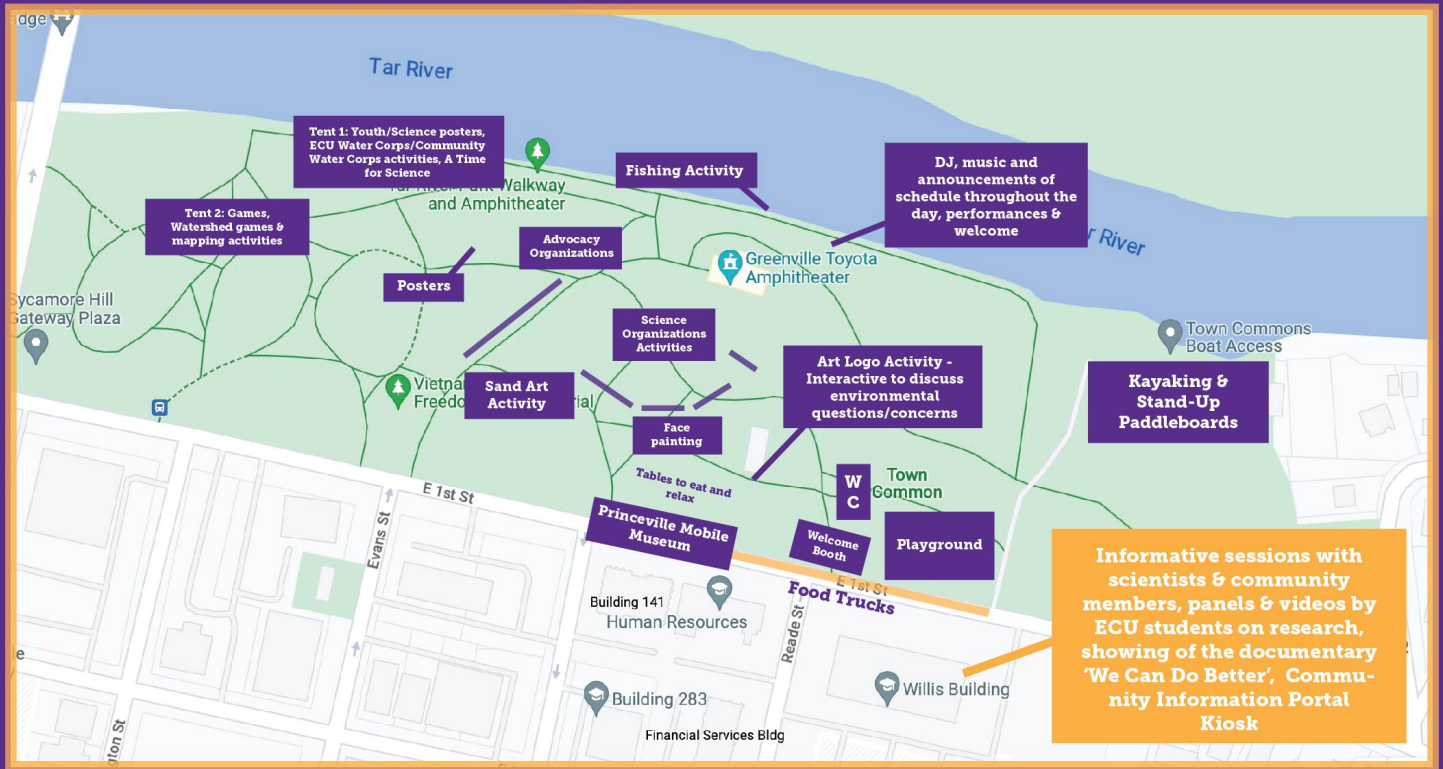 idge
Tar River
Tent 1: Youth/Science posters,
ECU Water Corps/Community
Water Corps activities, A Time
for Science
Walkway
and Amphitheater
Fishing Activity
DJ, music and
announcements of
schedule throughout the
day, performances &
welcome
r River
Tent 2: Games,
Watershed games &
mapping activities
Advocacy
Organizations
Posters
Greenville Toyota
Amphitheater
Sycamore Hill
Gateway Plaza
Science
Organizations
Activities
Town Commons
Boat Access
Art Logo Activity -
Interactive to discuss
environmental
questions/concerns
Kayaking &
Stand-Up
Paddleboards
Vietna
Freedo
rial
Sand Art
Activity
Face
painting
Tables to eat and
relax
W
C
Town
Common
E 1st St
Evans St
Princeville Mobile
Museum
Welcome
Booth
Playground
E 1st St
Food Trucks
Building 141
Human Resources
Reade St
Informative sessions with
scientists & community
members, panels & videos by
ECU students on research,
showing of the documentary
‘We Can Do Better’, Commu-
nity Information Portal
Kiosk
Building 283
Willis Building
Financial Services Bldg
gton St